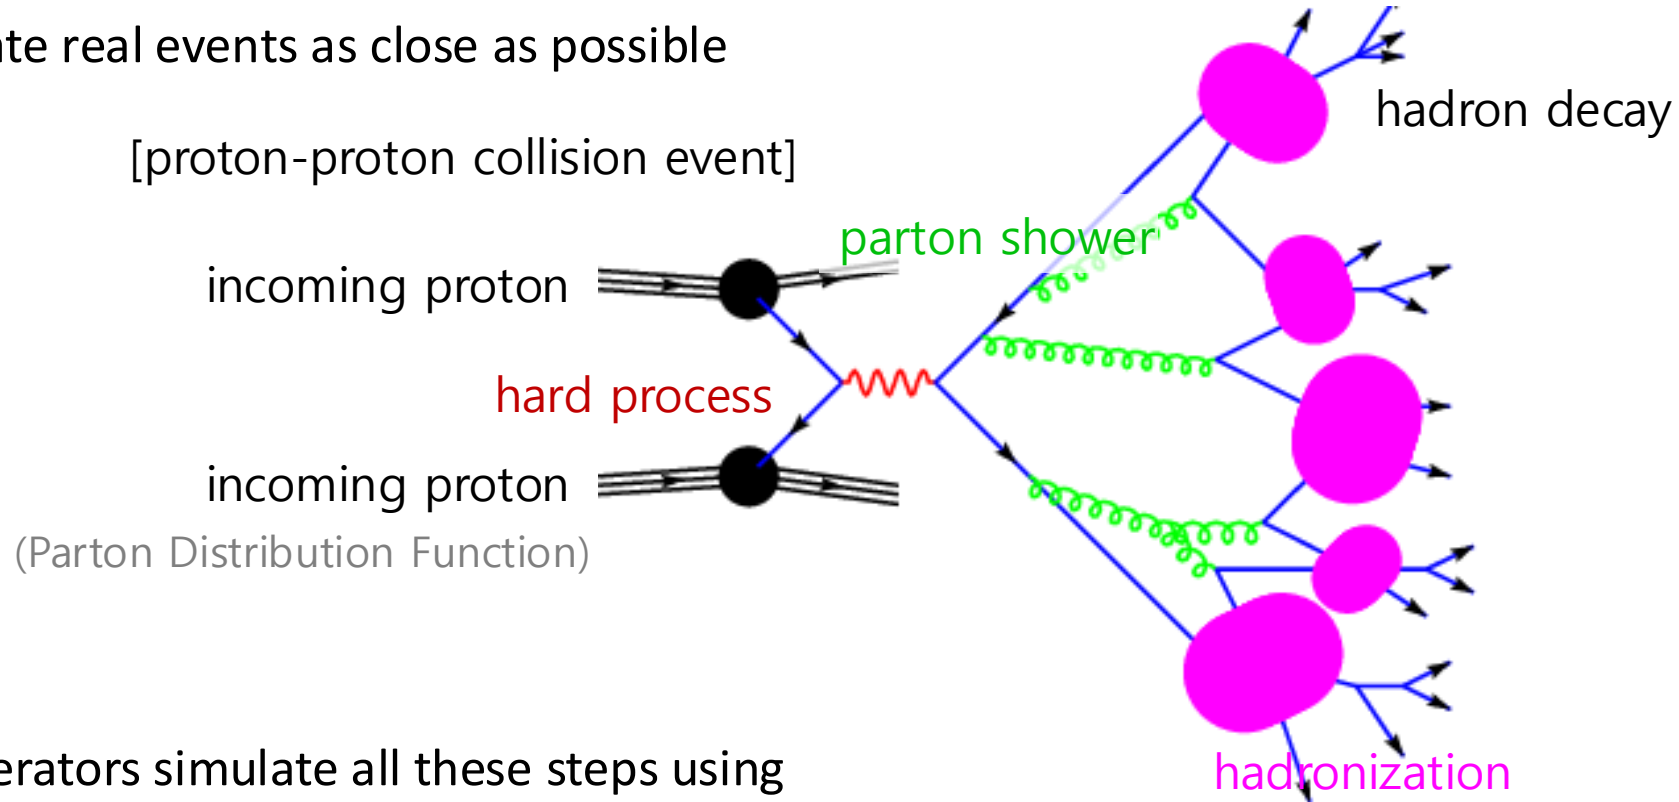 ate real events as close as possible
[proton-proton collision event]
hadron decay
parton shower
incoming proton
hard process
incoming proton
(Parton Distribution Function)
erators simulate all these steps using
hadronization